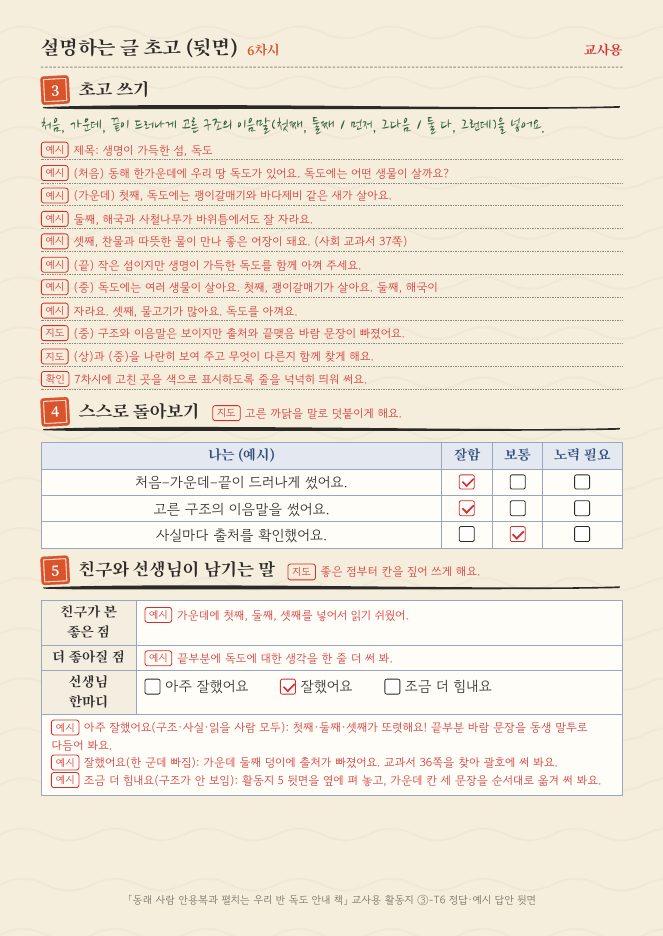 설명하는 글 초고 (뒷면) 6차시 교사용
3 초고 쓰기
처음, 가운데, 끝이 드러나게 고른 구조의 이음말(첫째, 둘째 / 먼저, 그다음 / 둘 다, 그런데)을 넣어요.
예시 제목: 생명이 가득한 섬, 독도
예시 (처음) 동해 한가운데에 우리 땅 독도가 있어요. 독도에는 어떤 생물이 살까요?
예시 (가운데) 첫째, 독도에는 괭이갈매기와 바다제비 같은 새가 살아요.
예시 둘째, 해국과 사철나무가 바위틈에서도 잘 자라요.
예시 셋째, 찬물과 따뜻한 물이 만나 좋은 어장이 돼요. (사회 교과서 37쪽)
예시 (끝) 작은 섬이지만 생명이 가득한 독도를 함께 아껴 주세요.
예시 (중) 독도에는 여러 생물이 살아요. 첫째, 괭이갈매기가 살아요. 둘째, 해국이
예시 자라요. 셋째, 물고기가 많아요. 독도를 아껴요.
지도 (중) 구조와 이음말은 보이지만 출처와 끝맺음 바람 문장이 빠졌어요.
지도 (상)과 (중)을 나란히 보여 주고 무엇이 다른지 함께 찾게 해요.
확인 7차시에 고친 곳을 색으로 표시하도록 줄을 넉넉히 띄워 써요.
4 스스로 돌아보기 지도 고른 까닭을 말로 덧붙이게 해요.
나는 (예시) 잘함 보통 노력 필요
처음–가운데–끝이 드러나게 썼어요.
고른 구조의 이음말을 썼어요.
사실마다 출처를 확인했어요.
5 친구와 선생님이 남기는 말 지도 좋은 점부터 칸을 짚어 쓰게 해요.
친구가 본
좋은 점
예시 가운데에 첫째, 둘째, 셋째를 넣어서 읽기 쉬웠어.
더 좋아질 점 예시 끝부분에 독도에 대한 생각을 한 줄 더 써 봐.
선생님
한마디
아주 잘했어요 잘했어요 조금 더 힘내요
예시 아주 잘했어요(구조·사실·읽을 사람 모두): 첫째·둘째·셋째가 또렷해요! 끝부분 바람 문장을 동생 말투로
다듬어 봐요.
예시 잘했어요(한 군데 빠짐): 가운데 둘째 덩이에 출처가 빠졌어요. 교과서 36쪽을 찾아 괄호에 써 봐요.
예시 조금 더 힘내요(구조가 안 보임): 활동지 5 뒷면을 옆에 펴 놓고, 가운데 칸 세 문장을 순서대로 옮겨 써 봐요.
「동래 사람 안용복과 펼치는 우리 반 독도 안내 책」 교사용 활동지 ③-T6 정답·예시 답안 뒷면